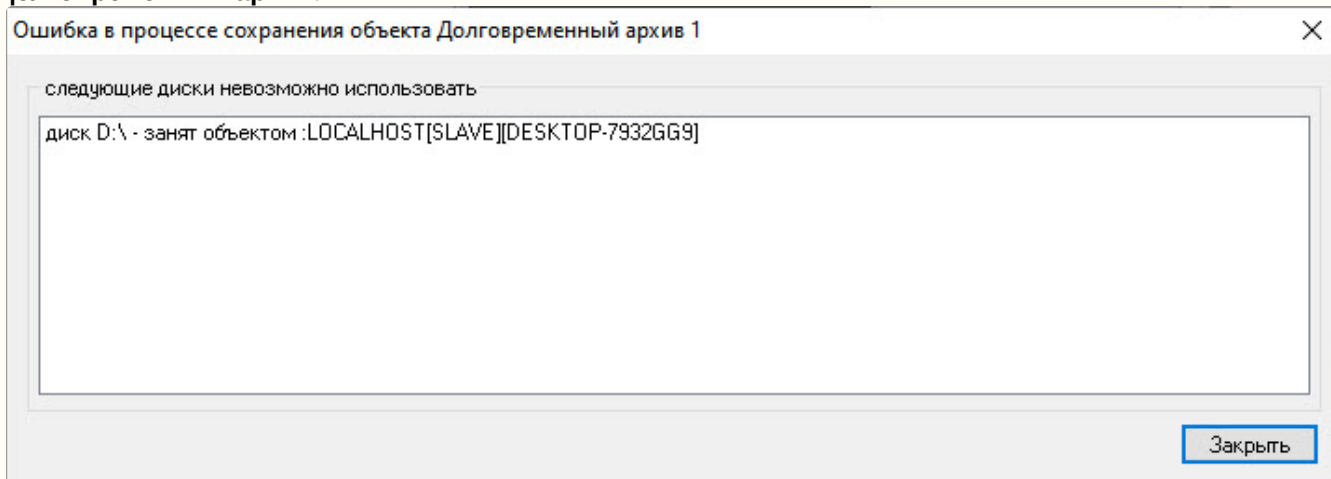 Ошибка в процессе сохранения объекта Долговременный архив 1
следующие диски невозможно использовать
диск D:\ - занят объектом :LOCALHOST[SLAVE][DESKTOP-7932GG9]
Закрыть